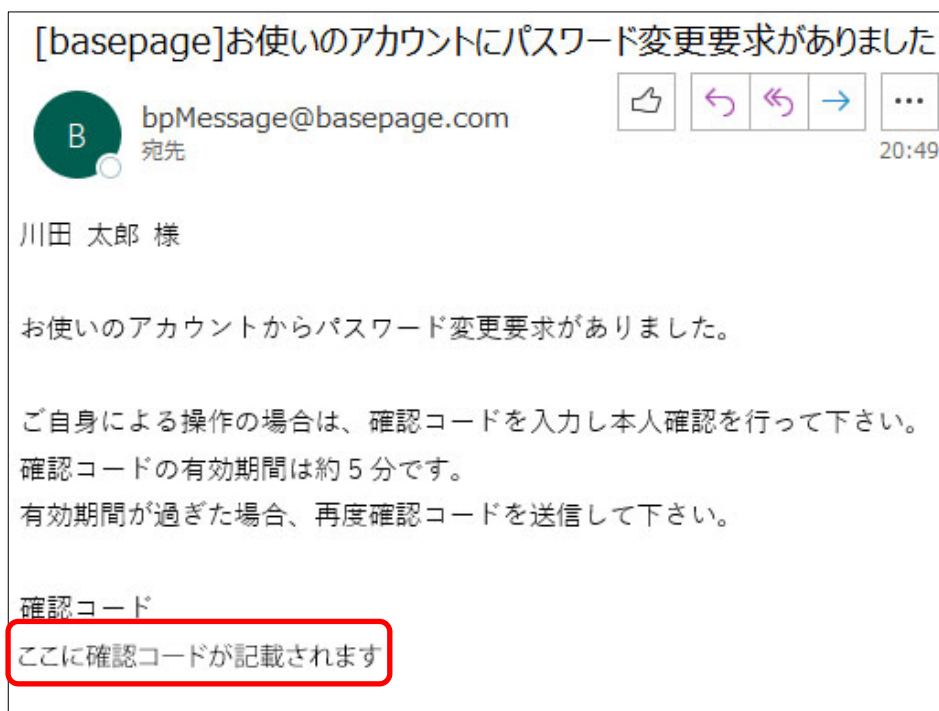 [basepage]お使いのアカウントにパスワード変更要求がありました
B
bpMessage@basepage.com
宛先
20:49
川田 太郎 様
お使いのアカウントからパスワード変更要求がありました。
ご自身による操作の場合は、確認コードを入力し本人確認を行って下さい。
確認コードの有効期間は約5分です。
有効期間が過ぎた場合、再度確認コードを送信して下さい。
確認コード
ここに確認コードが記載されます